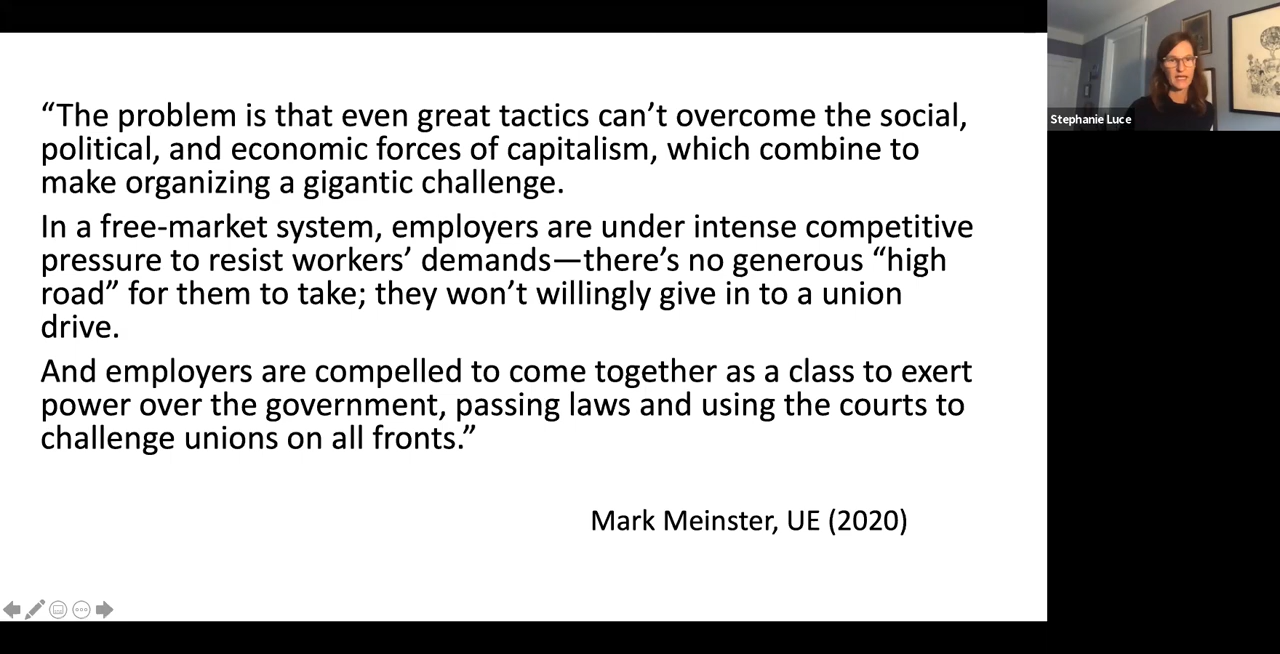 “The problem is that even great tactics can’t overcome the social,
political, and economic forces of capitalism, which combine to
make organizing a gigantic challenge.
In a free-market system, employers are under intense competitive
pressure to resist workers’ demands—there’s no generous “high
road” for them to take; they won’t willingly give in to a union
drive.
And employers are compelled to come together as a class to exert
power over the government, passing laws and using the courts to
challenge unions on all fronts.”
Mark Meinster, UE (2020)
Stephanie Luce